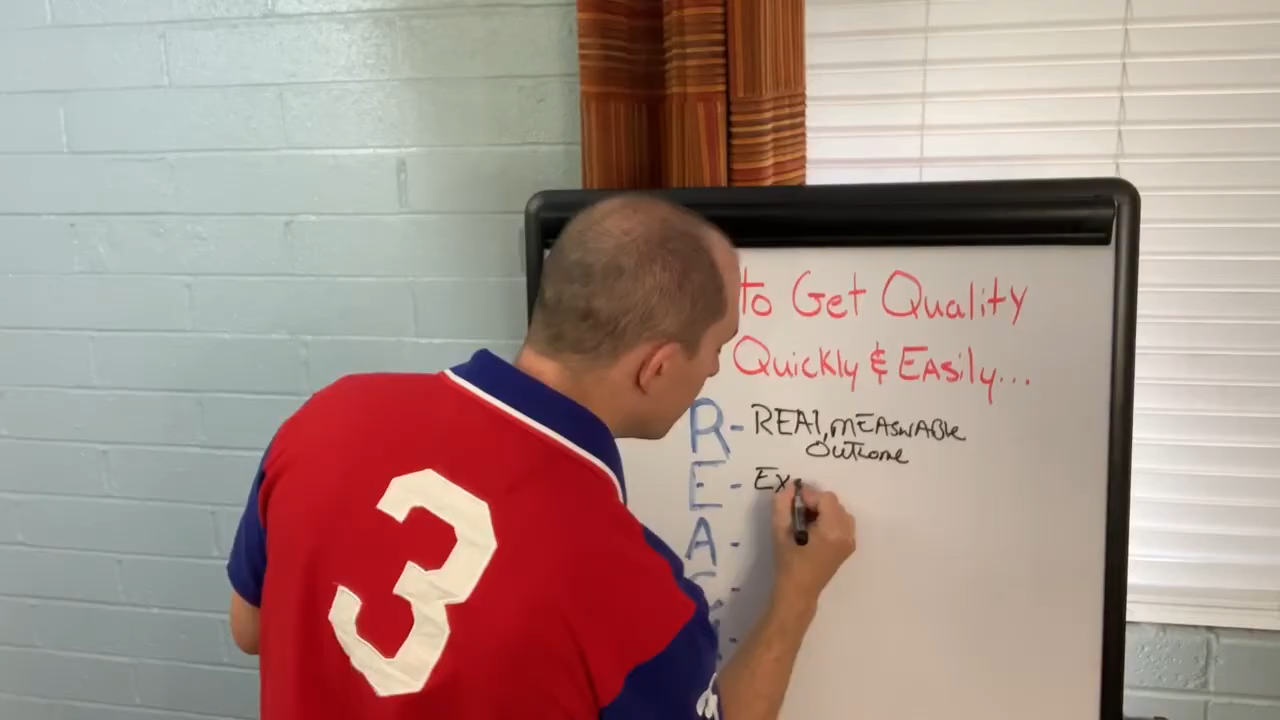 to Get Quality
Quickly & Easily...
R - REAl, mEASurABle
Outcome
E - Ex
A -
3